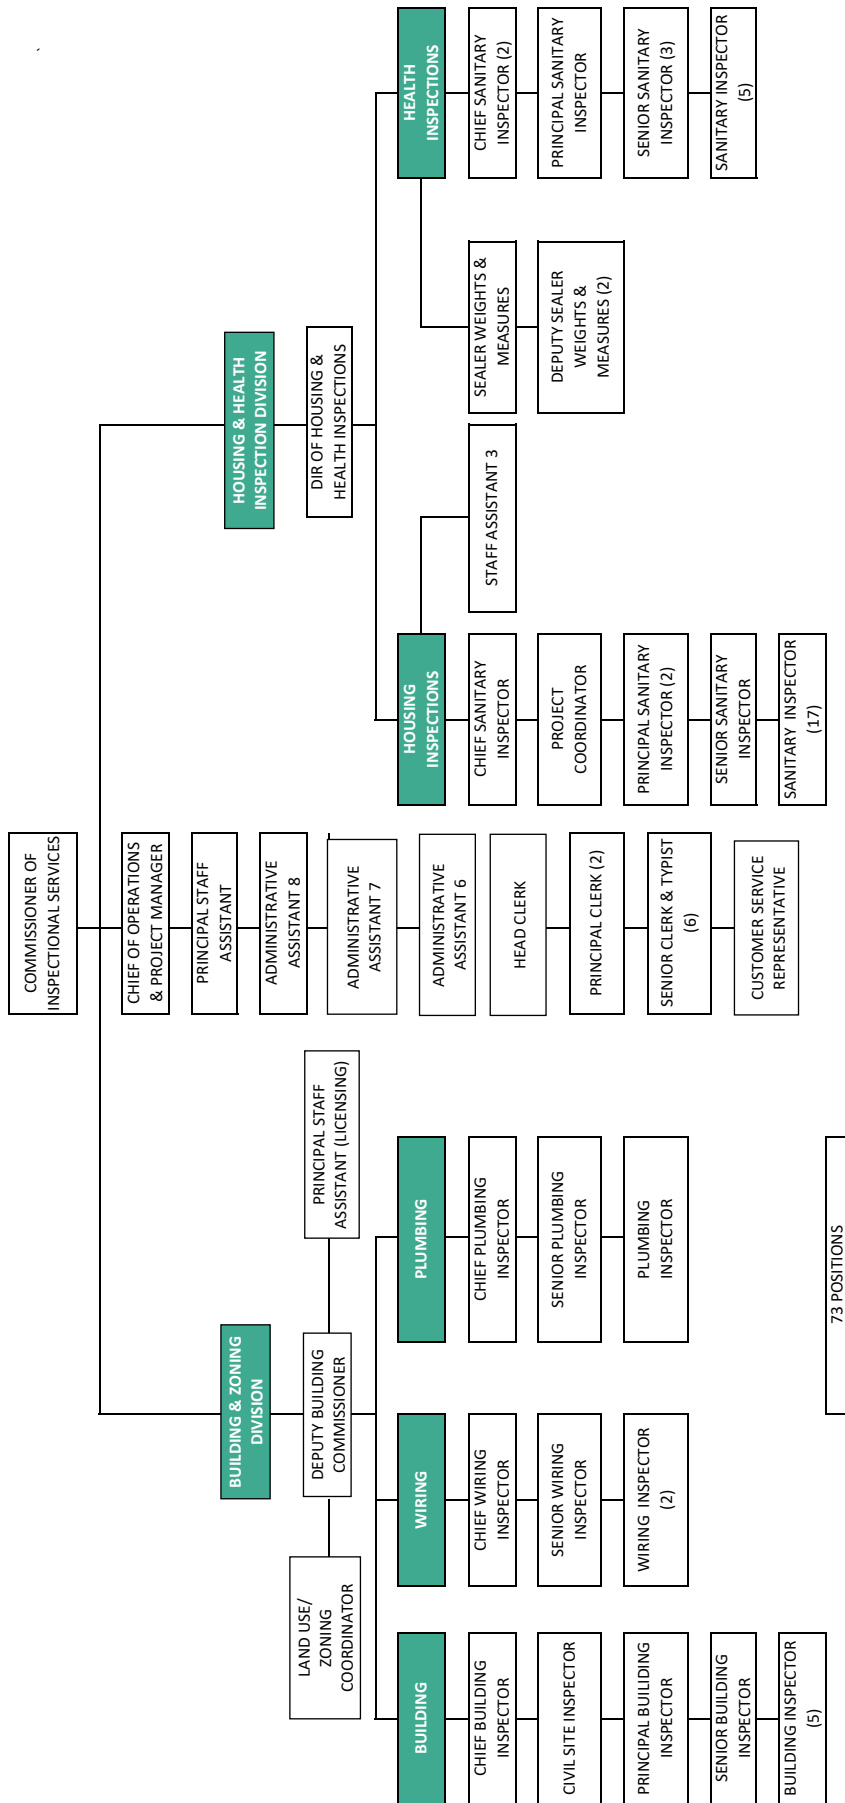 COMMISSIONER OF
INSPECTIONAL SERVICES
CHIEF OF OPERATIONS
& PROJECT MANAGER
PRINCIPAL STAFF
ASSISTANT
ADMINISTRATIVE
ASSISTANT 8
ADMINISTRATIVE
ASSISTANT 7
ADMINISTRATIVE
ASSISTANT 6
HEAD CLERK
PRINCIPAL CLERK (2)
SENIOR CLERK & TYPIST
(6)
CUSTOMER SERVICE
REPRESENTATIVE
BUILDING & ZONING
DIVISION
LAND USE/
ZONING
COORDINATOR
DEPUTY BUILDING
COMMISSIONER
PRINCIPAL STAFF
ASSISTANT (LICENSING)
BUILDING
CHIEF BUILDING
INSPECTOR
CIVIL SITE INSPECTOR
PRINCIPAL BUILIDING
INSPECTOR
SENIOR BUILDING
INSPECTOR
BUILDING INSPECTOR
(5)
WIRING
CHIEF WIRING
INSPECTOR
SENIOR WIRING
INSPECTOR
WIRING INSPECTOR
(2)
PLUMBING
CHIEF PLUMBING
INSPECTOR
SENIOR PLUMBING
INSPECTOR
PLUMBING
INSPECTOR
HOUSING & HEALTH
INSPECTION DIVISION
DIR OF HOUSING &
HEALTH INSPECTIONS
HOUSING
INSPECTIONS
CHIEF SANITARY
INSPECTOR
PROJECT
COORDINATOR
PRINCIPAL SANITARY
INSPECTOR (2)
SENIOR SANITARY
INSPECTOR
SANITARY INSPECTOR
(17)
STAFF ASSISTANT 3
SEALER WEIGHTS &
MEASURES
DEPUTY SEALER
WEIGHTS &
MEASURES (2)
HEALTH
INSPECTIONS
CHIEF SANITARY
INSPECTOR (2)
PRINCIPAL SANITARY
INSPECTOR
SENIOR SANITARY
INSPECTOR (3)
SANITARY INSPECTOR
(5)
73 POSITIONS